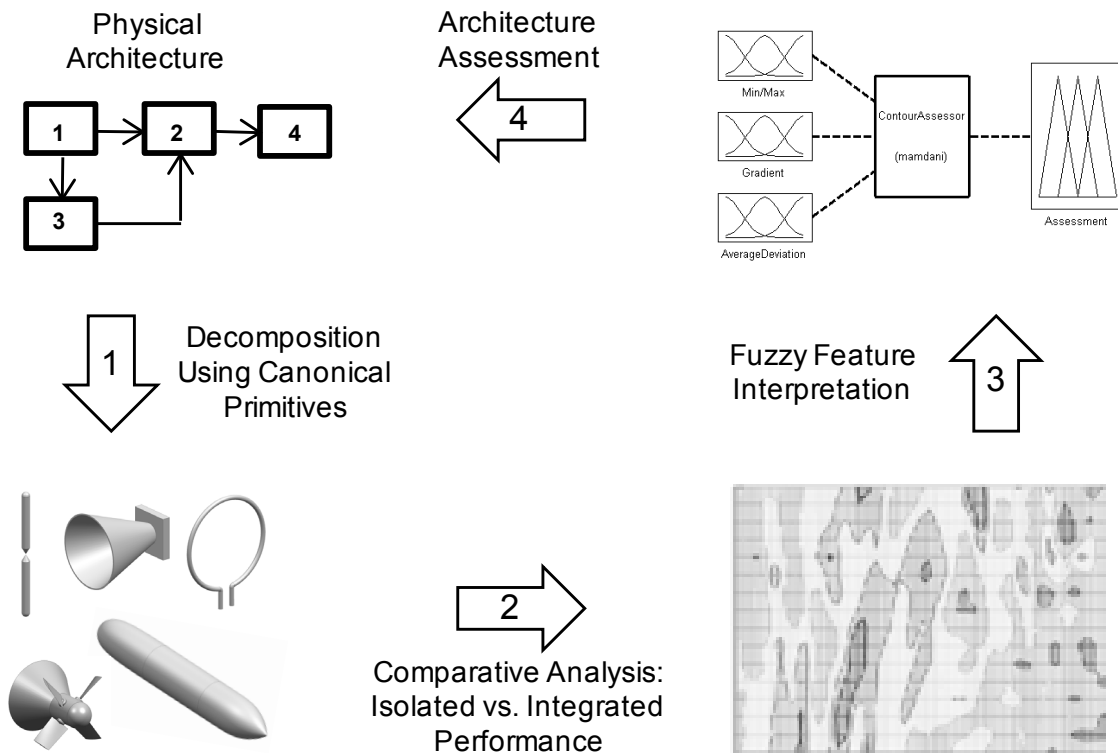 Physical
Architecture
1
2
4
3
Architecture
Assessment
4
Min/Max
Gradient
AverageDeviation
ContourAssessor
(mamdani)
Assessment
1
Decomposition
Using Canonical
Primitives
Fuzzy Feature
Interpretation
3
2
Comparative Analysis:
Isolated vs. Integrated
Performance